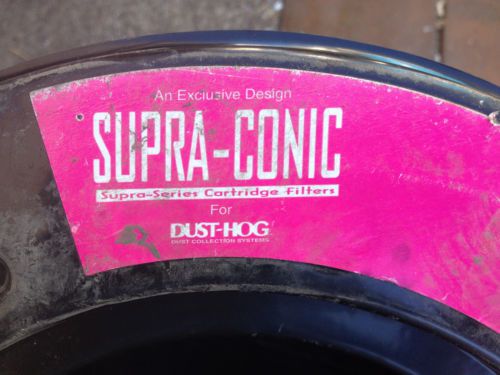 An Exclusive Design
SUPRA-CONIC
Supra-Series Cartridge Filters
For
DUST-HOG
DUST COLLECTION SYSTEMS